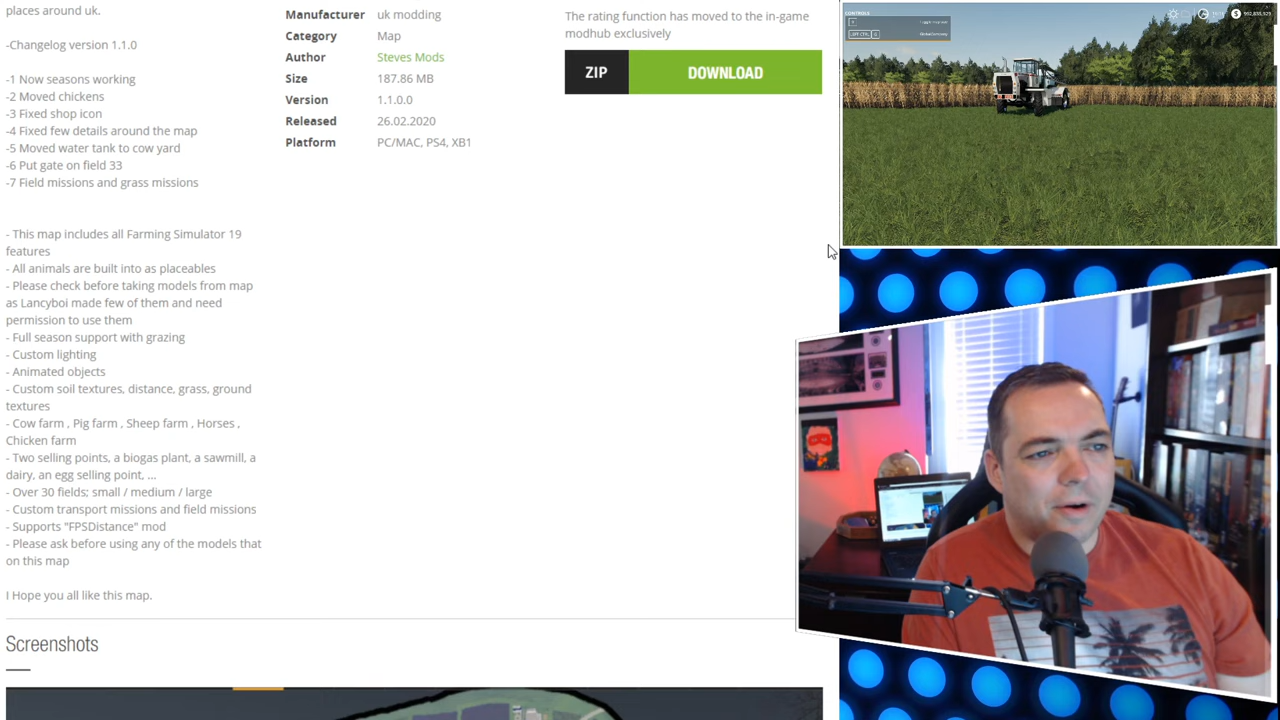 places around uk.
-Changelog version 1.1.0
-1 Now seasons working
-2 Moved chickens
-3 Fixed shop icon
-4 Fixed few details around the map
-5 Moved water tank to cow yard
-6 Put gate on field 33
-7 Field missions and grass missions
- This map includes all Farming Simulator 19
features
- All animals are built into as placeables
- Please check before taking models from map
as Lancyboi made few of them and need
permission to use them
- Full season support with grazing
- Custom lighting
- Animated objects
- Custom soil textures, distance, grass, ground
textures
- Cow farm , Pig farm , Sheep farm , Horses ,
Chicken farm
- Two selling points, a biogas plant, a sawmill, a
dairy, an egg selling point, ...
- Over 30 fields; small / medium / large
- Custom transport missions and field missions
- Supports "FPSDistance" mod
- Please ask before using any of the models that
on this map
I Hope you all like this map.
Screenshots
Manufacturer uk modding
Category Map
Author Steves Mods
Size 187.86 MB
Version 1.1.0.0
Released 26.02.2020
Platform PC/MAC, PS4, XB1
The rating function has moved to the in-game
modhub exclusively
ZIP DOWNLOAD
CONTROLS